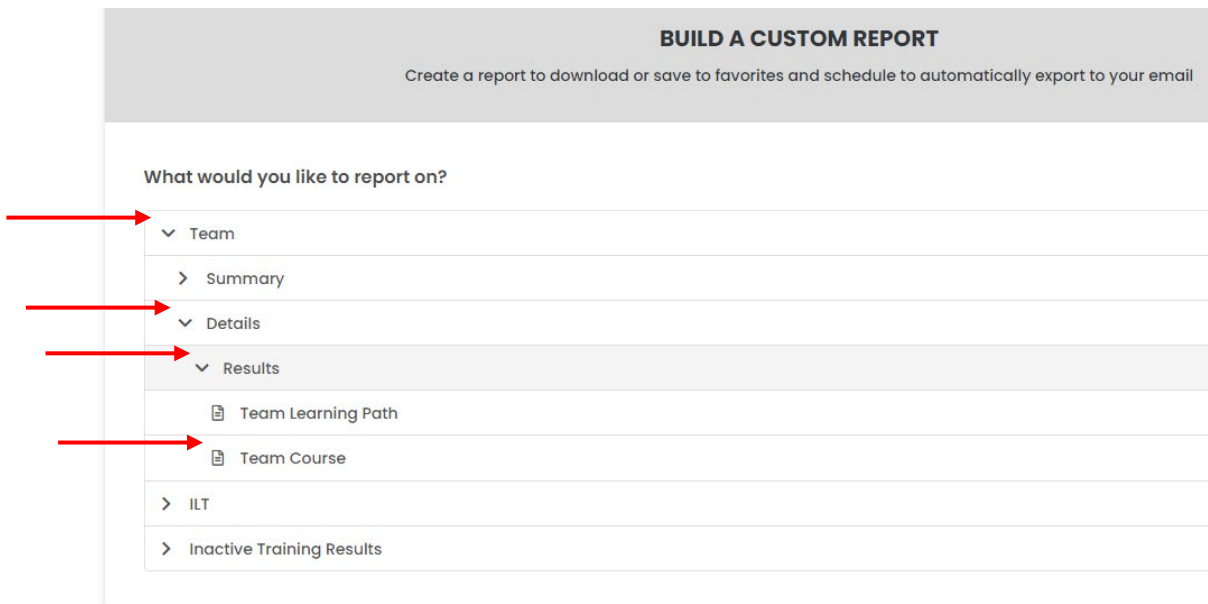 BUILD A CUSTOM REPORT
Create a report to download or save to favorites and schedule to automatically export to your email
What would you like to report on?
Team
Summary
Details
Results
Team Learning Path
Team Course
ILT
Inactive Training Results